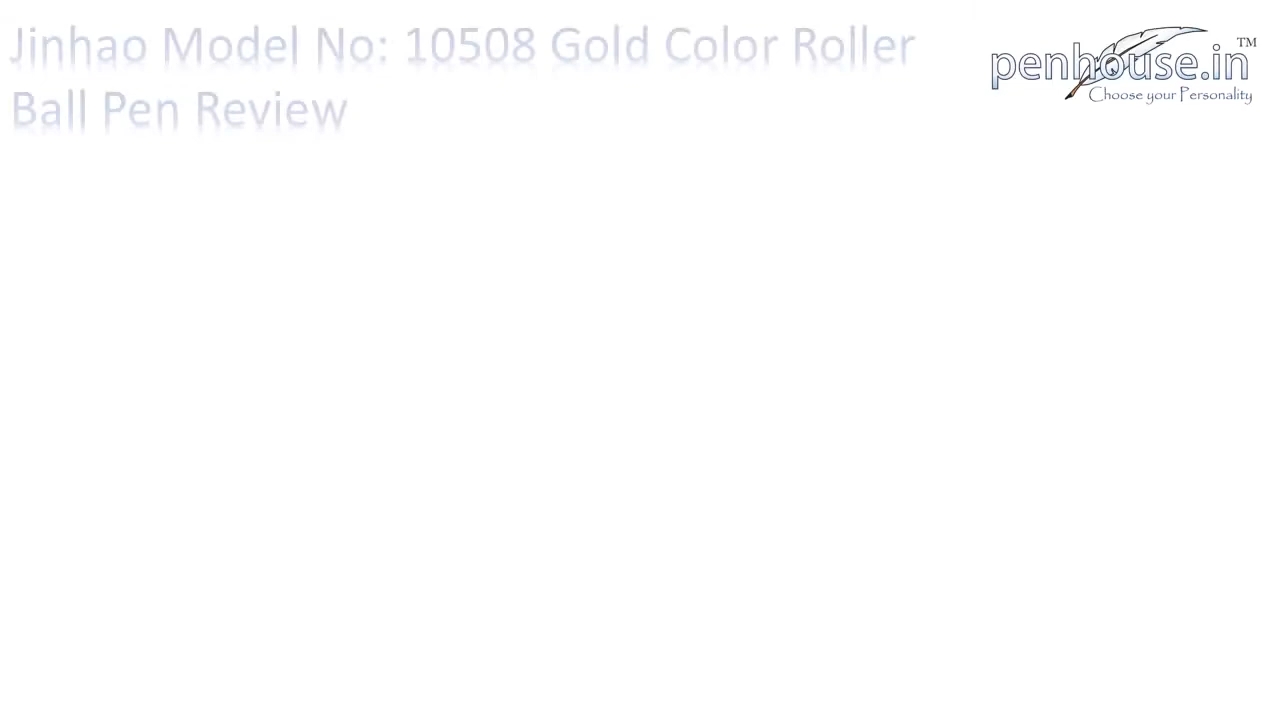 Jinhao Model No: 10508 Gold Color Roller
Ball Pen Review
penhouse.in™
Choose your Personality